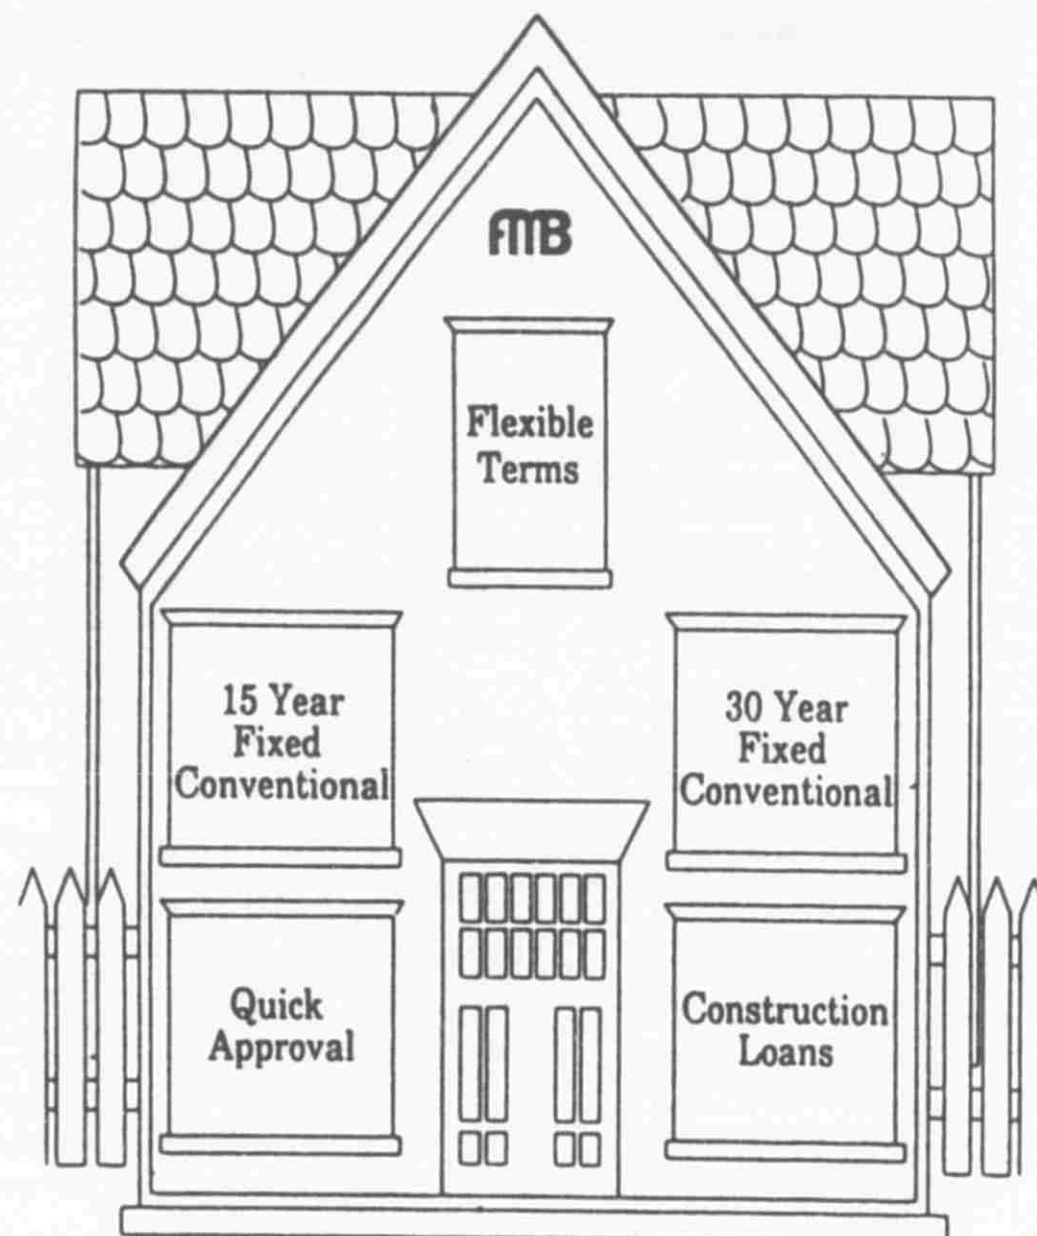 FMB
Flexible
Terms
15 Year
Fixed
Conventional
30 Year
Fixed
Conventional
Quick
Approval
Construction
Loans